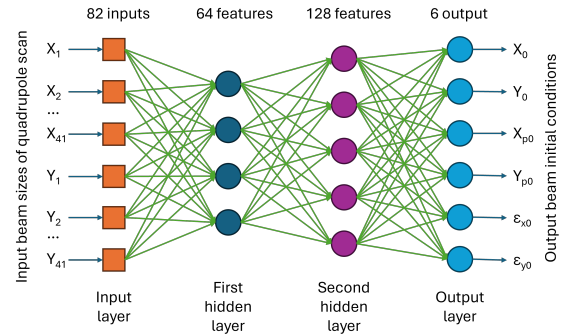 82 inputs
64 features
128 features
6 output
Input beam sizes of quadrupole scan
X₁
X₂
...
X₄₁
Y₁
Y₂
...
Y₄₁
X₀
Y₀
Xₚ₀
Yₚ₀
εₓ₀
ε_y0
Output beam initial conditions
Input
layer
First
hidden
layer
Second
hidden
layer
Output
layer